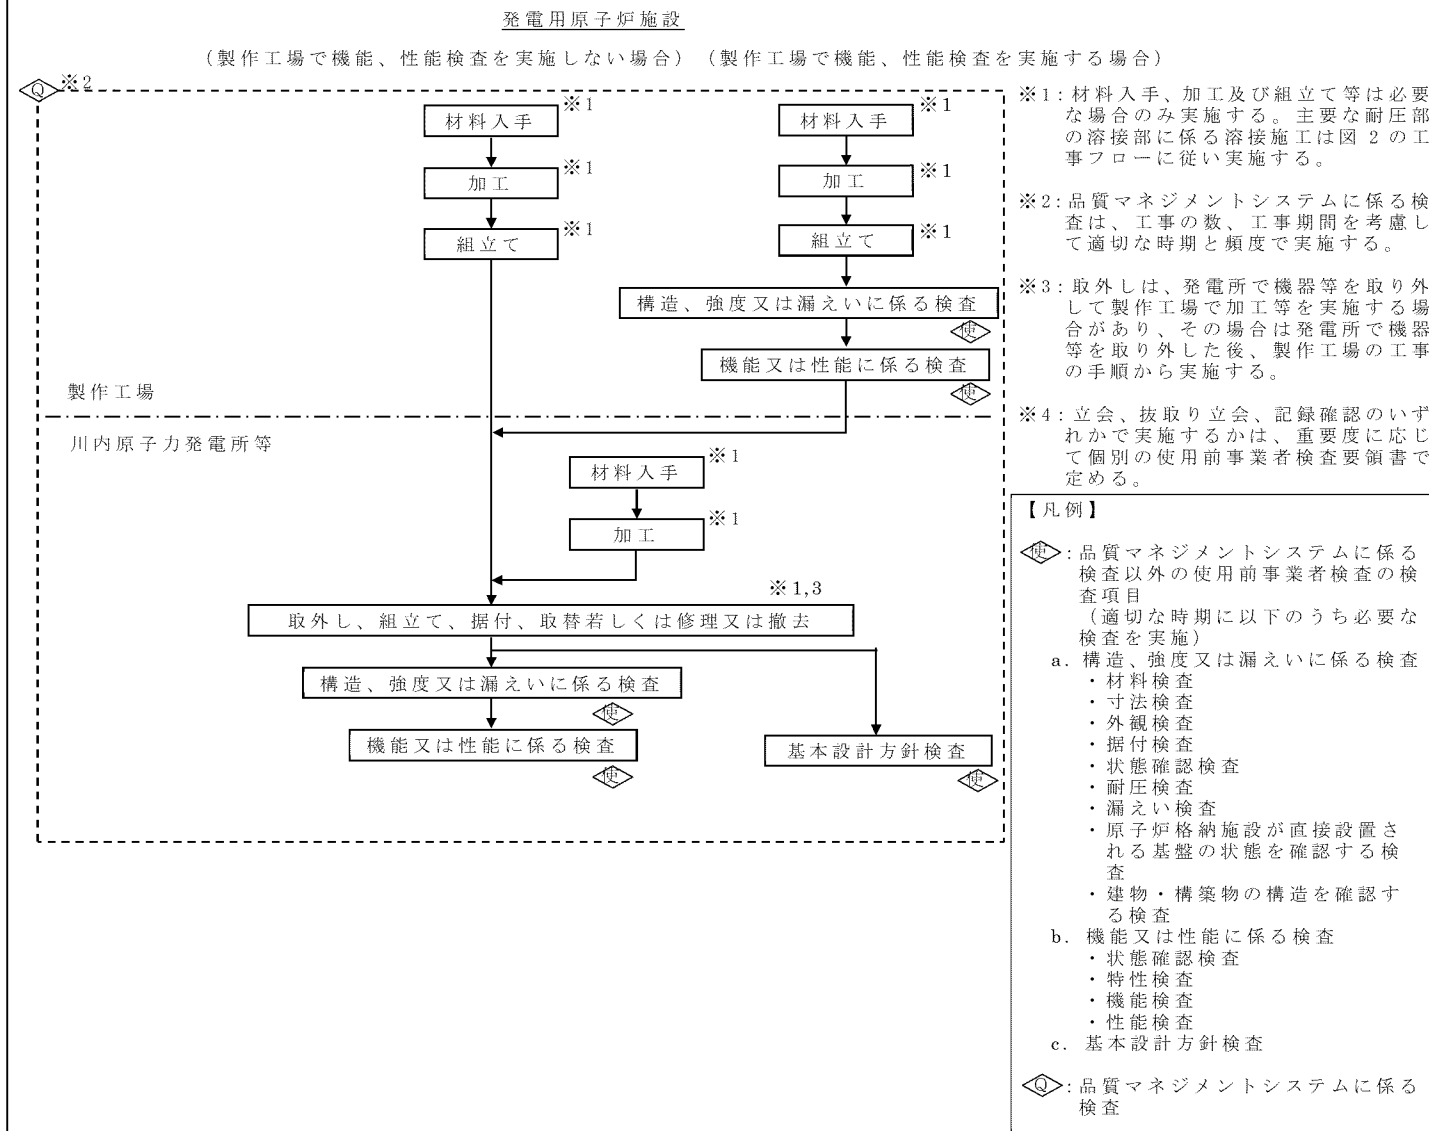 発電用原子炉施設
（製作工場で機能、性能検査を実施しない場合）（製作工場で機能、性能検査を実施する場合）
Q ※2
材料入手 ※1
加工 ※1
組立て ※1
材料入手 ※1
加工 ※1
組立て ※1
構造、強度又は漏えいに係る検査
使
機能又は性能に係る検査
使
製作工場
川内原子力発電所等
材料入手 ※1
加工 ※1
※1,3
取外し、組立て、据付、取替若しくは修理又は撤去
構造、強度又は漏えいに係る検査
使
機能又は性能に係る検査
使
基本設計方針検査
使
※1:材料入手、加工及び組立て等は必要
な場合のみ実施する。主要な耐圧部
の溶接部に係る溶接施工は図 2 の工
事フローに従い実施する。
※2:品質マネジメントシステムに係る検
査は、工事の数、工事期間を考慮し
て適切な時期と頻度で実施する。
※3:取外しは、発電所で機器等を取り外
して製作工場で加工等を実施する場
合があり、その場合は発電所で機器
等を取り外した後、製作工場の工事
の手順から実施する。
※4:立会、抜取り立会、記録確認のいず
れかで実施するかは、重要度に応じ
て個別の使用前事業者検査要領書で
定める。
【凡例】
使:品質マネジメントシステムに係る
検査以外の使用前事業者検査の検
査項目
（適切な時期に以下のうち必要な
検査を実施）
a. 構造、強度又は漏えいに係る検査
・材料検査
・寸法検査
・外観検査
・据付検査
・状態確認検査
・耐圧検査
・漏えい検査
・原子炉格納施設が直接設置さ
れる基盤の状態を確認する検
査
・建物・構築物の構造を確認す
る検査
b. 機能又は性能に係る検査
・状態確認検査
・特性検査
・機能検査
・性能検査
c. 基本設計方針検査
Q:品質マネジメントシステムに係る
検査